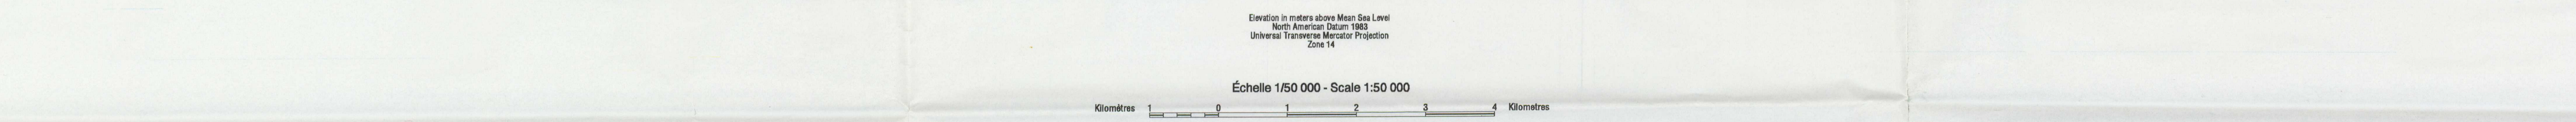 Elevation in meters above Mean Sea Level
North American Datum 1983
Universal Transverse Mercator Projection
Zone 14
Échelle 1/50 000 - Scale 1:50 000
Kilomètres 1 0 1 2 3 4 Kilometres